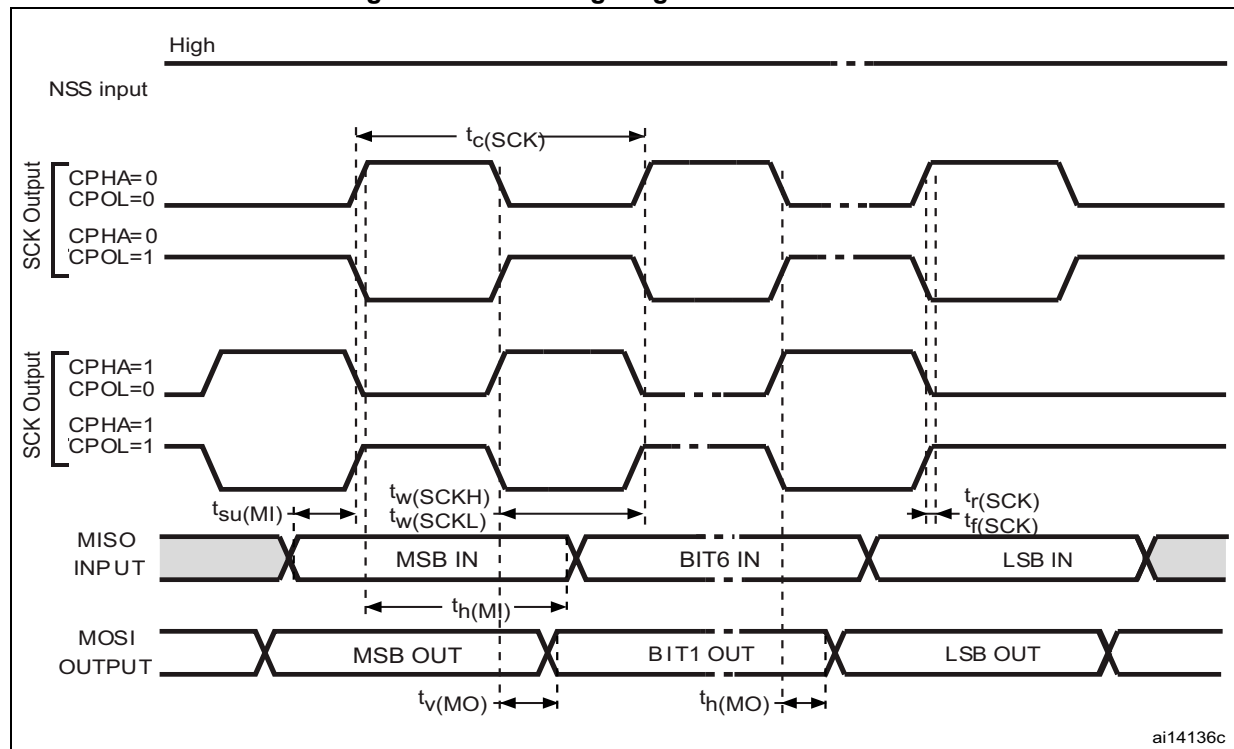 High
NSS input
tc(SCK)
SCK Output
CPHA=0
CPOL=0
CPHA=0
CPOL=1
SCK Output
CPHA=1
CPOL=0
CPHA=1
CPOL=1
tsu(MI)
tw(SCKH)
tw(SCKL)
tr(SCK)
tf(SCK)
MISO
INPUT
MSB IN
BIT6 IN
LSB IN
th(MI)
MOSI
OUTPUT
MSB OUT
BIT1 OUT
LSB OUT
tv(MO)
th(MO)
ai14136c